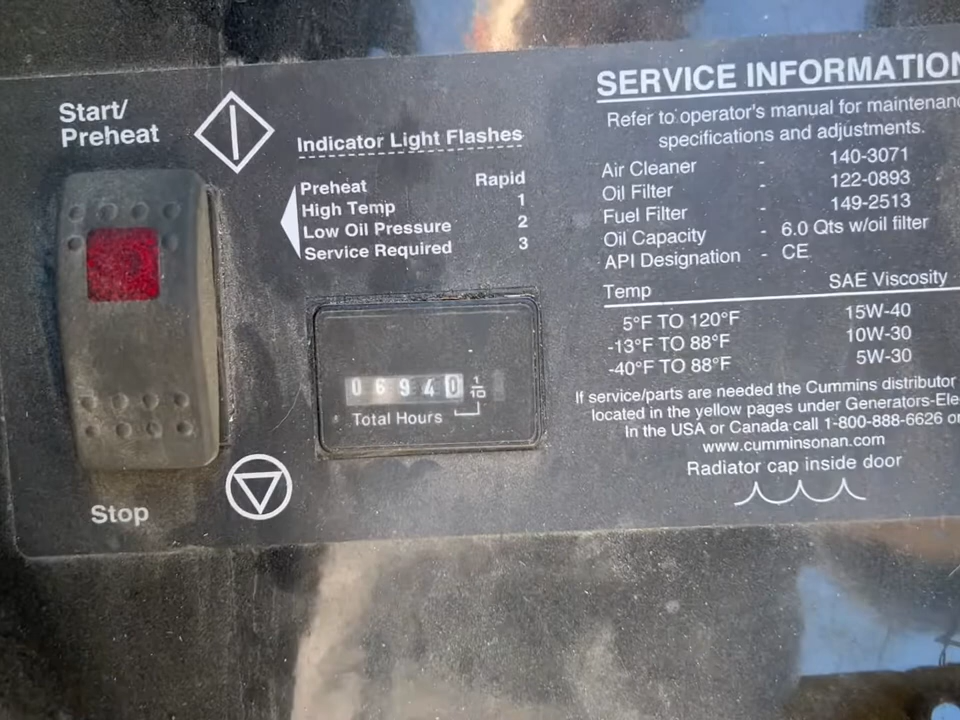 Start/
Preheat
Stop
Indicator Light Flashes
Preheat Rapid
High Temp 1
Low Oil Pressure 2
Service Required 3
06940 1/10
Total Hours
SERVICE INFORMATION
Refer to operator's manual for maintenanc
specifications and adjustments.
Air Cleaner - 140-3071
Oil Filter - 122-0893
Fuel Filter - 149-2513
Oil Capacity - 6.0 Qts w/oil filter
API Designation - CE
Temp SAE Viscosity
5°F TO 120°F 15W-40
-13°F TO 88°F 10W-30
-40°F TO 88°F 5W-30
If service/parts are needed the Cummins distributor
located in the yellow pages under Generators-Ele
In the USA or Canada call 1-800-888-6626 o
www.cumminsonan.com
Radiator cap inside door